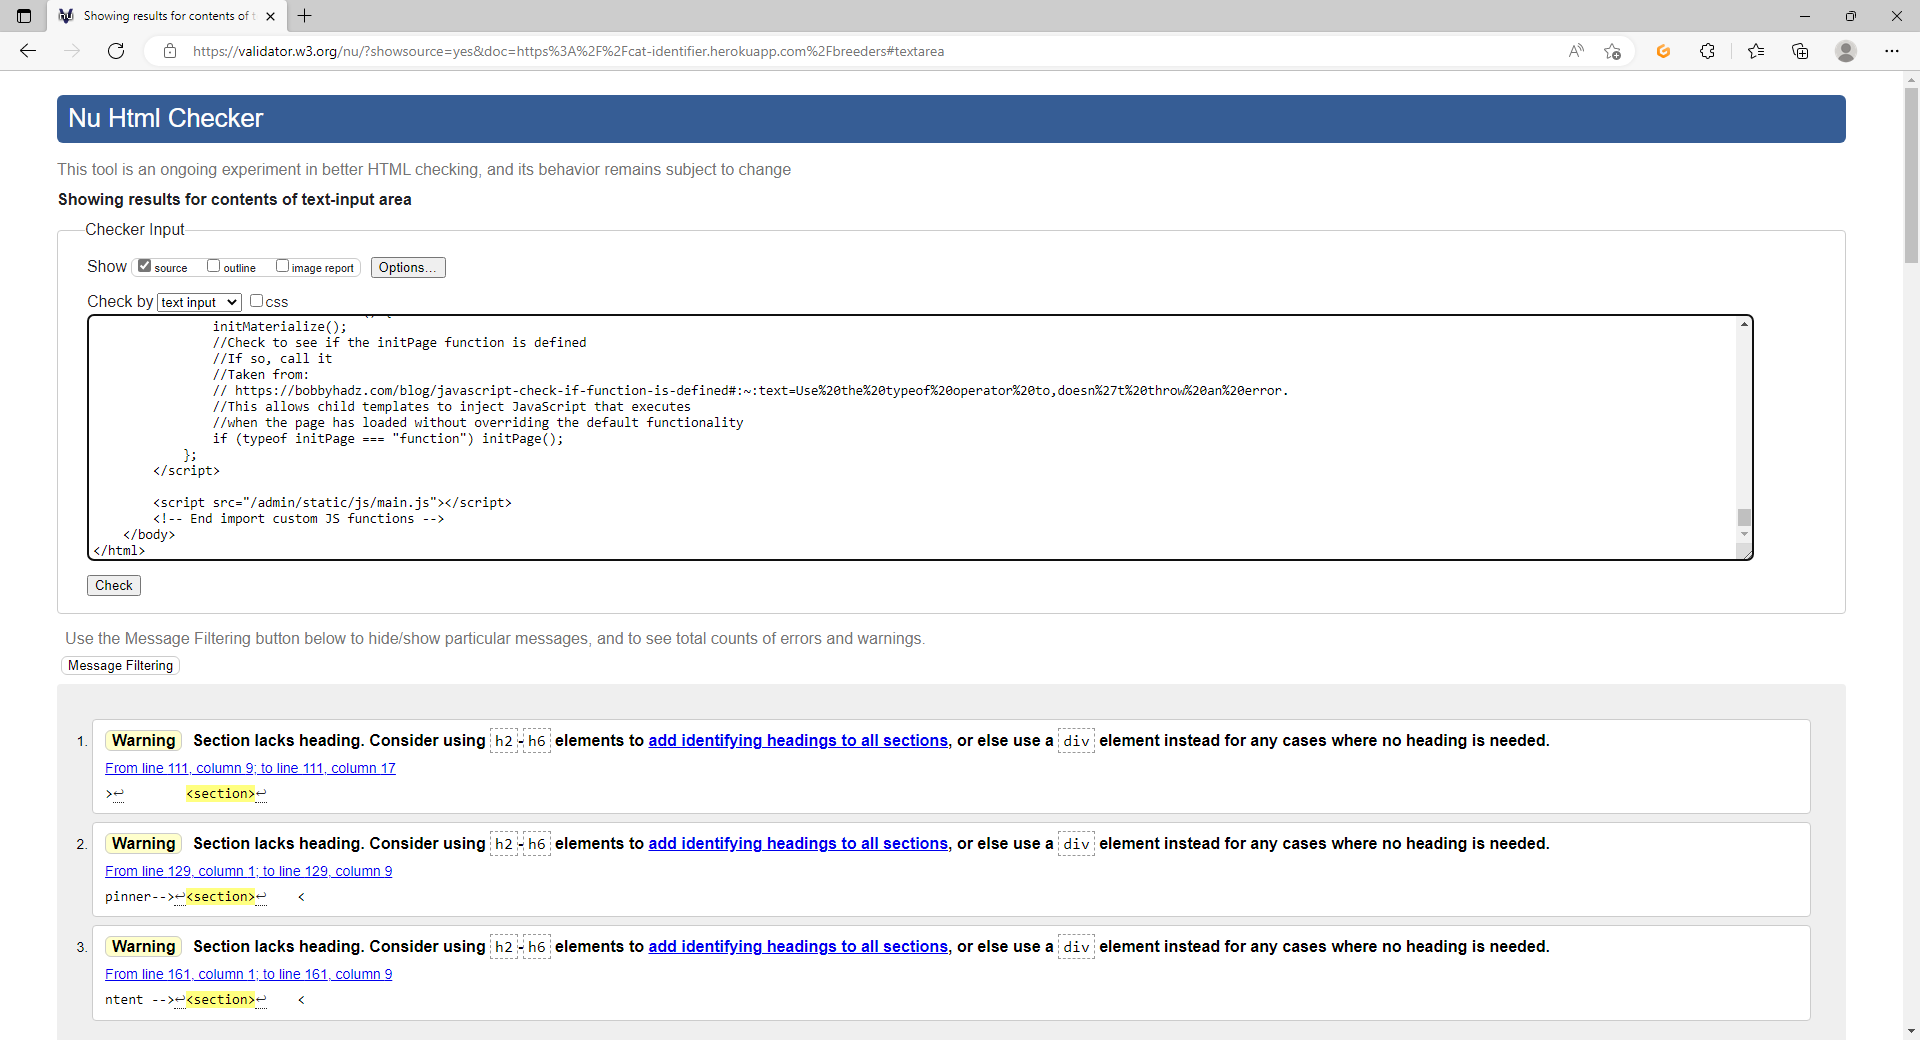 Showing results for contents of t
https://validator.w3.org/nu/?showsource=yes&doc=https%3A%2F%2Fcat-identifier.herokuapp.com%2Fbreeders#textarea
Nu Html Checker
This tool is an ongoing experiment in better HTML checking, and its behavior remains subject to change
Showing results for contents of text-input area
Checker Input
Show source outline image report Options...
Check by text input css
initMaterialize();
//Check to see if the initPage function is defined
//If so, call it
//Taken from:
// https://bobbyhadz.com/blog/javascript-check-if-function-is-defined#:~:text=Use%20the%20typeof%20operator%20to,doesn%27t%20throw%20an%20error.
//This allows child templates to inject JavaScript that executes
//when the page has loaded without overriding the default functionality
if (typeof initPage === "function") initPage();
};
</script>
<script src="/admin/static/js/main.js"></script>
<!-- End import custom JS functions -->
</body>
</html>
Check
Use the Message Filtering button below to hide/show particular messages, and to see total counts of errors and warnings.
Message Filtering
1. Warning Section lacks heading. Consider using h2-h6 elements to add identifying headings to all sections, or else use a div element instead for any cases where no heading is needed.
From line 111, column 9; to line 111, column 17
>↩ <section>↩
2. Warning Section lacks heading. Consider using h2-h6 elements to add identifying headings to all sections, or else use a div element instead for any cases where no heading is needed.
From line 129, column 1; to line 129, column 9
pinner-->↩<section>↩ <
3. Warning Section lacks heading. Consider using h2-h6 elements to add identifying headings to all sections, or else use a div element instead for any cases where no heading is needed.
From line 161, column 1; to line 161, column 9
ntent -->↩<section>↩ <